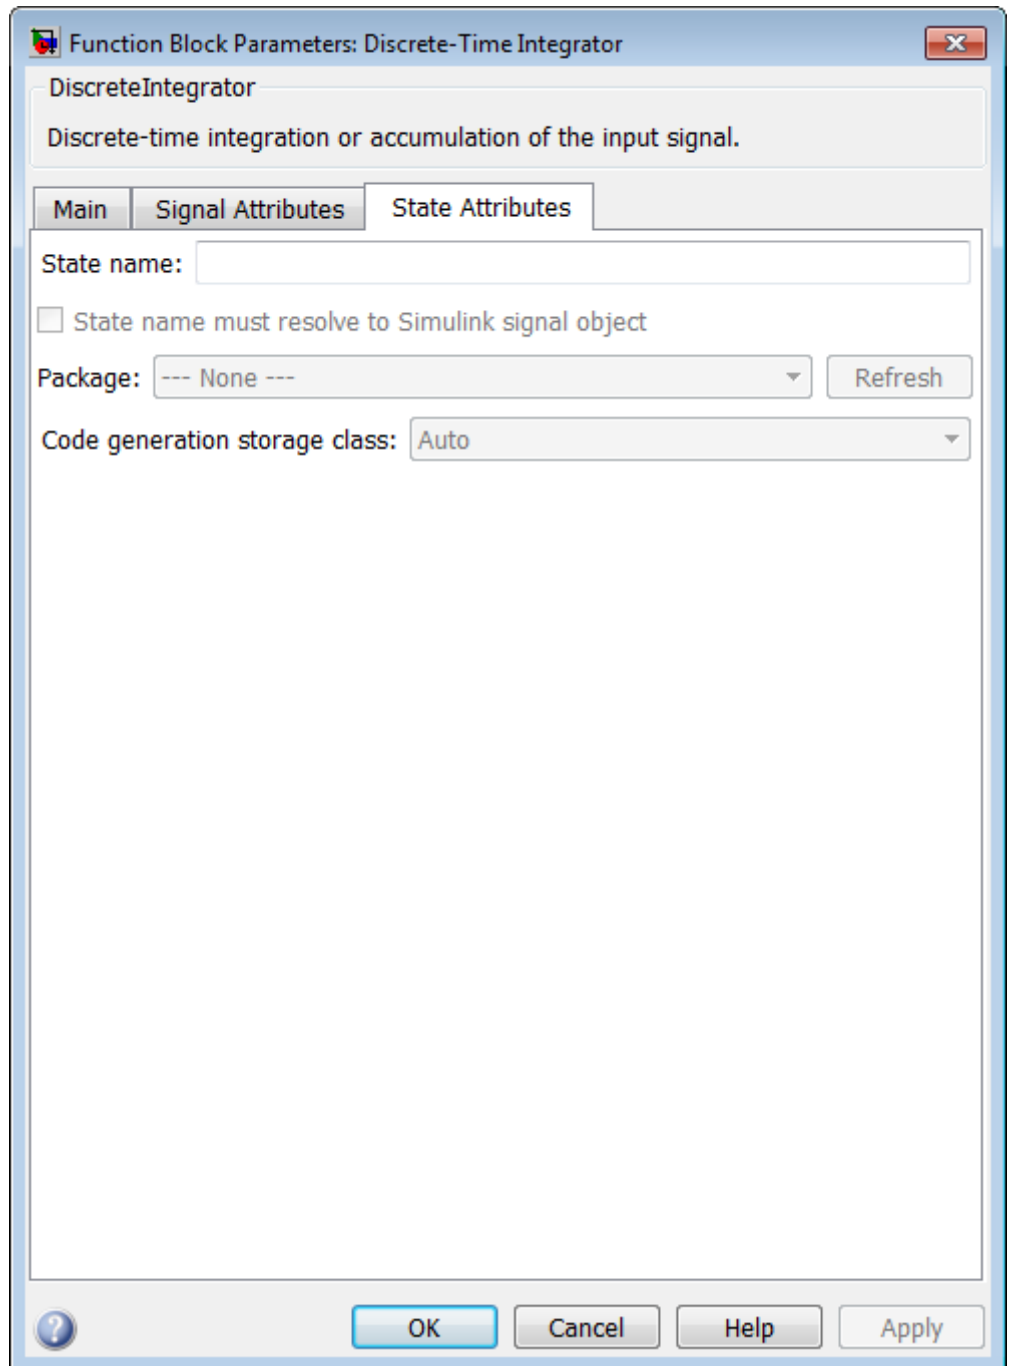 Function Block Parameters: Discrete-Time Integrator
DiscreteIntegrator
Discrete-time integration or accumulation of the input signal.
Main Signal Attributes State Attributes
State name:
State name must resolve to Simulink signal object
Package: --- None --- Refresh
Code generation storage class: Auto
? OK Cancel Help Apply